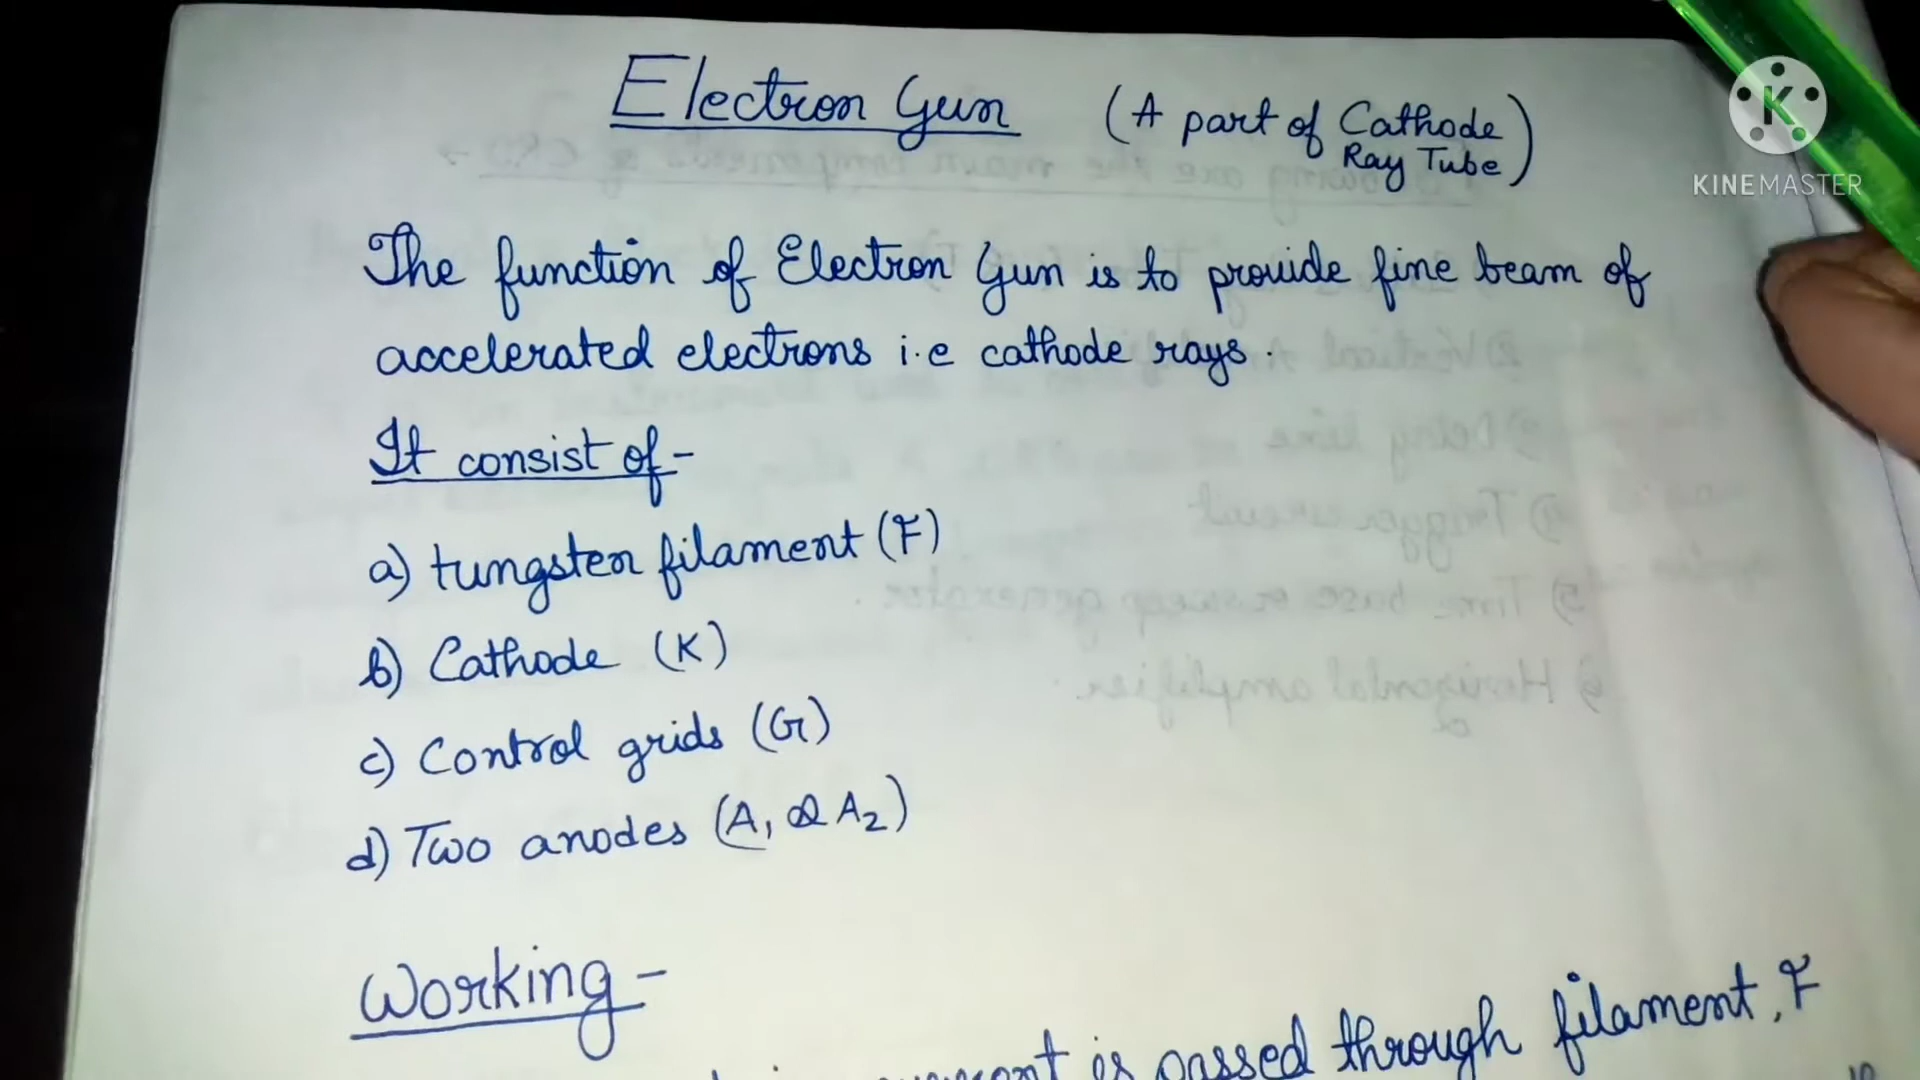 Electron Gun (A part of Cathode
Ray Tube)
KINEMASTER
The function of Electron Gun is to provide fine beam of
accelerated electrons i.e cathode rays.
It consist of -
a) tungsten filament (F)
b) Cathode (K)
c) Control grids (G)
d) Two anodes (A₁ & A₂)
Working -
current is passed through filament, F